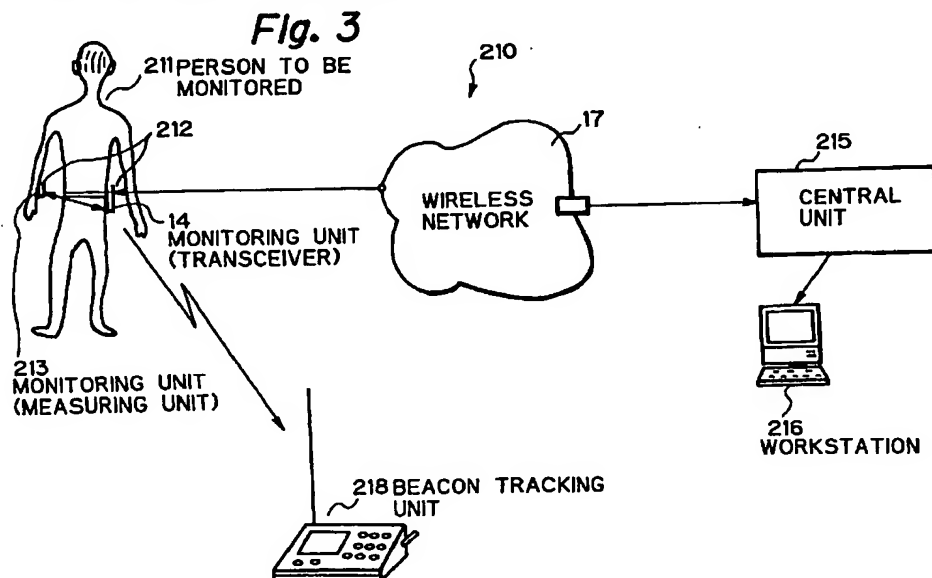 Fig. 3
211 PERSON TO BE
MONITORED
210
17
212
215
WIRELESS
NETWORK
CENTRAL
UNIT
14
MONITORING UNIT
(TRANSCEIVER)
213
MONITORING UNIT
(MEASURING UNIT)
216
WORKSTATION
218 BEACON TRACKING
UNIT